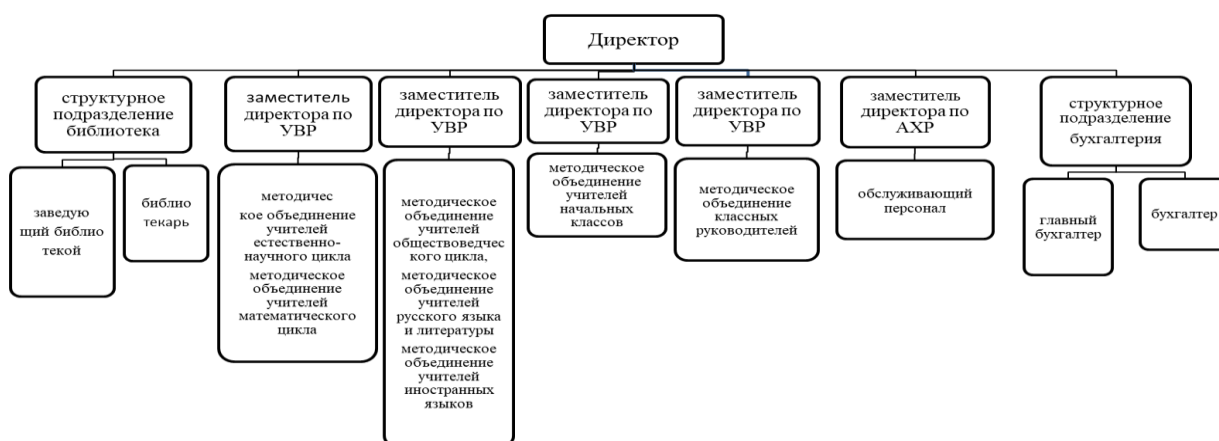 Директор
структурное
подразделение
библиотека
заместитель
директора по
УВР
заместитель
директора по
УВР
заместитель
директора по
УВР
заместитель
директора по
УВР
заместитель
директора по
АХР
структурное
подразделение
бухгалтерия
заведую
щий библио
текой
библио
текарь
методичес
кое объединение
учителей
естественно-
научного цикла
методическое
объединение
учителей
математического
цикла
методическое
объединение
учителей
обществоведчес
кого цикла,
методическое
объединение
учителей
русского языка
и литературы
методическое
объединение
учителей
иностранных
языков
методическое
объединение
учителей
начальных
классов
методическое
объединение
классных
руководителей
обслуживающий
персонал
главный
бухгалтер
бухгалтер